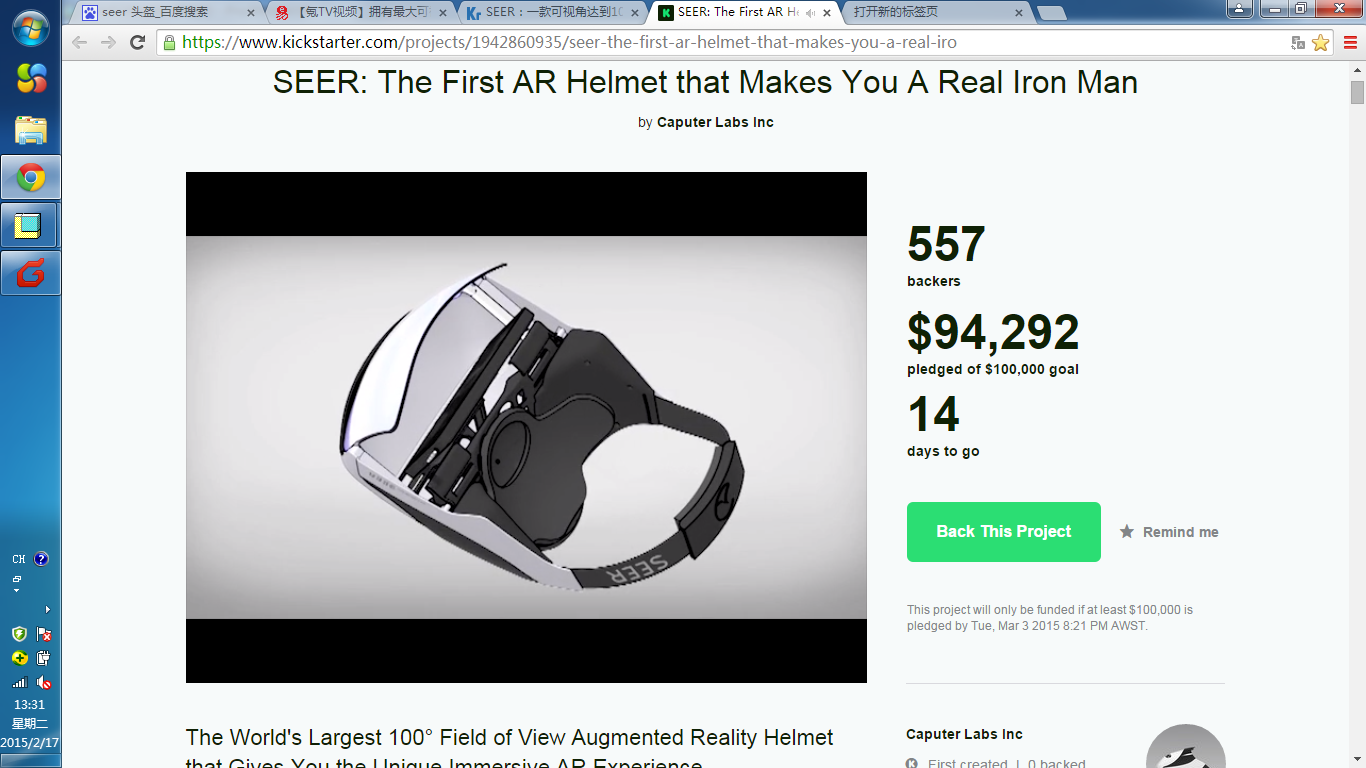 seer 头盔_百度搜索
【氪TV视频】拥有最大可
SEER：一款可视角达到10
SEER: The First AR He
打开新的标签页
https://www.kickstarter.com/projects/1942860935/seer-the-first-ar-helmet-that-makes-you-a-real-iro
SEER: The First AR Helmet that Makes You A Real Iron Man
by Caputer Labs Inc
SEER
SEER
557
backers
$94,292
pledged of $100,000 goal
14
days to go
Back This Project
Remind me
This project will only be funded if at least $100,000 is
pledged by Tue, Mar 3 2015 8:21 PM AWST.
The World's Largest 100° Field of View Augmented Reality Helmet
that Gives You the Unique Immersive AR Experience
Caputer Labs Inc
First created | 0 backed
CH
13:31
星期二
2015/2/17